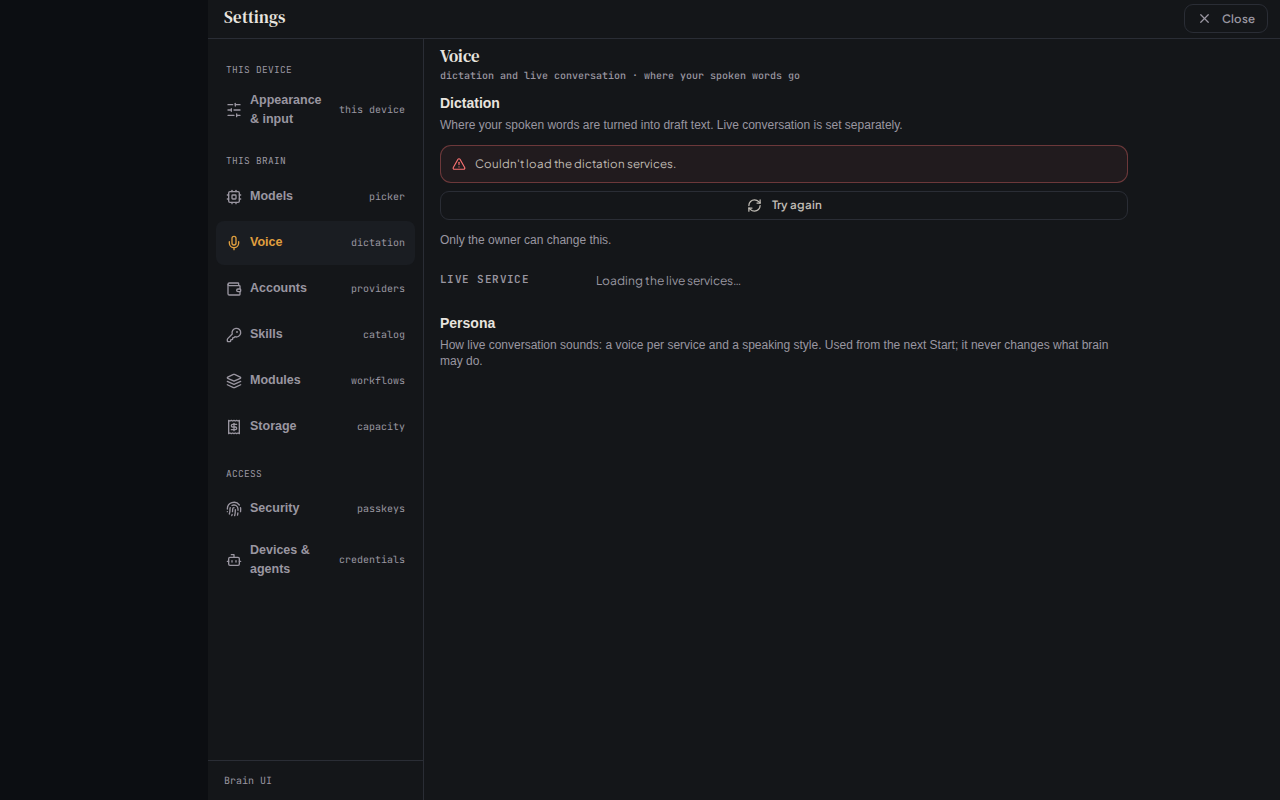 Settings
Close
THIS DEVICE
Appearance & input
this device
THIS BRAIN
Models
picker
Voice
dictation
Accounts
providers
Skills
catalog
Modules
workflows
Storage
capacity
ACCESS
Security
passkeys
Devices & agents
credentials
Brain UI
Voice
dictation and live conversation · where your spoken words go
Dictation
Where your spoken words are turned into draft text. Live conversation is set separately.
Couldn't load the dictation services.
Try again
Only the owner can change this.
LIVE SERVICE
Loading the live services…
Persona
How live conversation sounds: a voice per service and a speaking style. Used from the next Start; it never changes what brain
may do.